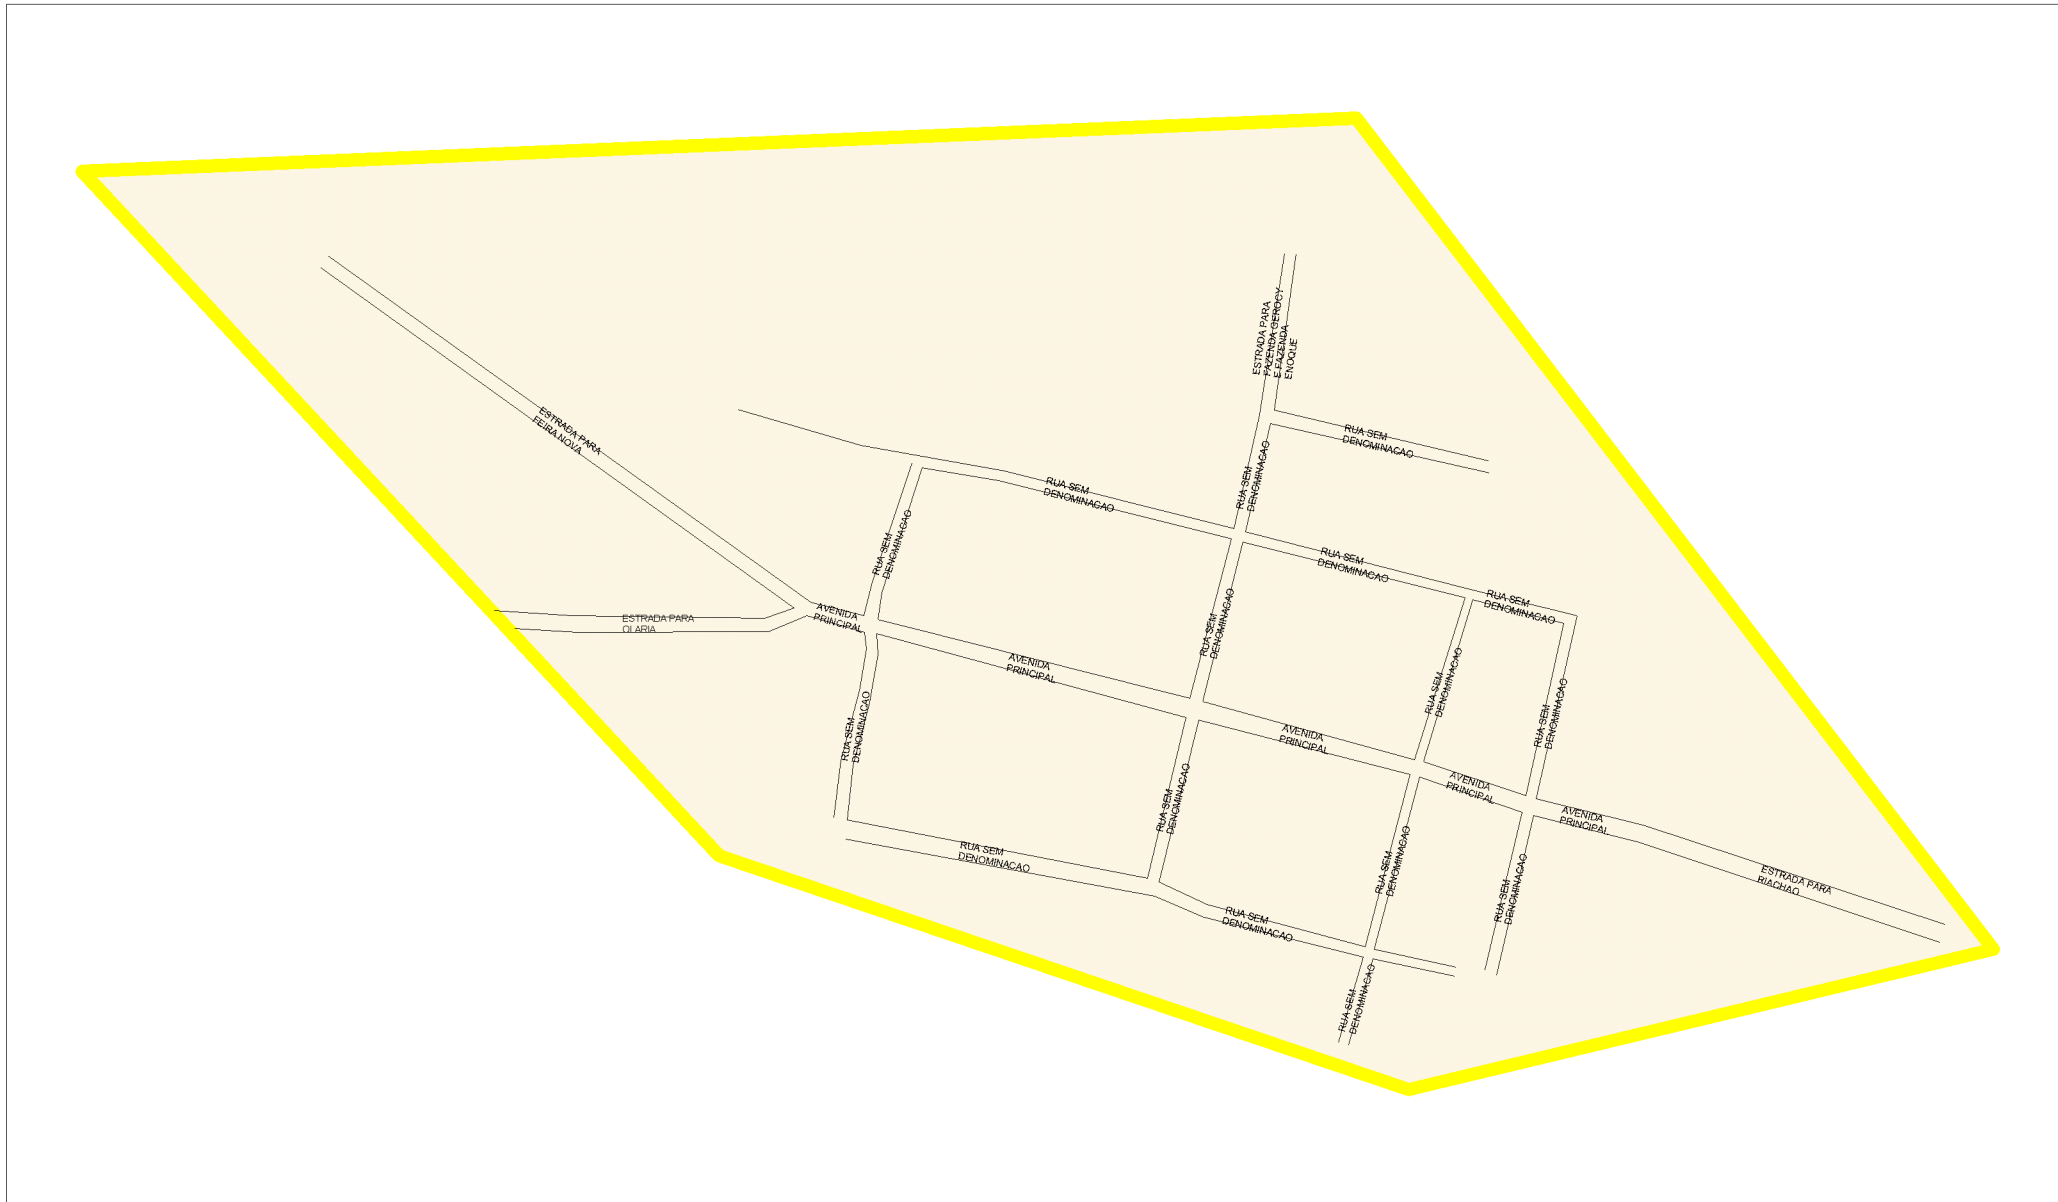 ESTRADA PARA
FAZENDA GEROCY
E FAZENDA
ENOQUE
ESTRADA PARA
FEIRA NOVA
RUA SEM
DENOMINACAO
RUA SEM
DENOMINACAO
RUA SEM
DENOMINACAO
RUA SEM
DENOMINACAO
RUA SEM
DENOMINACAO
RUA SEM
DENOMINACAO
ESTRADA PARA
OLARIA
AVENIDA
PRINCIPAL
RUA SEM
DENOMINACAO
AVENIDA
PRINCIPAL
RUA SEM
DENOMINACAO
RUA SEM
DENOMINACAO
RUA SEM
DENOMINACAO
AVENIDA
PRINCIPAL
AVENIDA
PRINCIPAL
RUA SEM
DENOMINACAO
AVENIDA
PRINCIPAL
RUA SEM
DENOMINACAO
RUA SEM
DENOMINACAO
RUA SEM
DENOMINACAO
ESTRADA PARA
RIACHAO
RUA SEM
DENOMINACAO
RUA SEM
DENOMINACAO